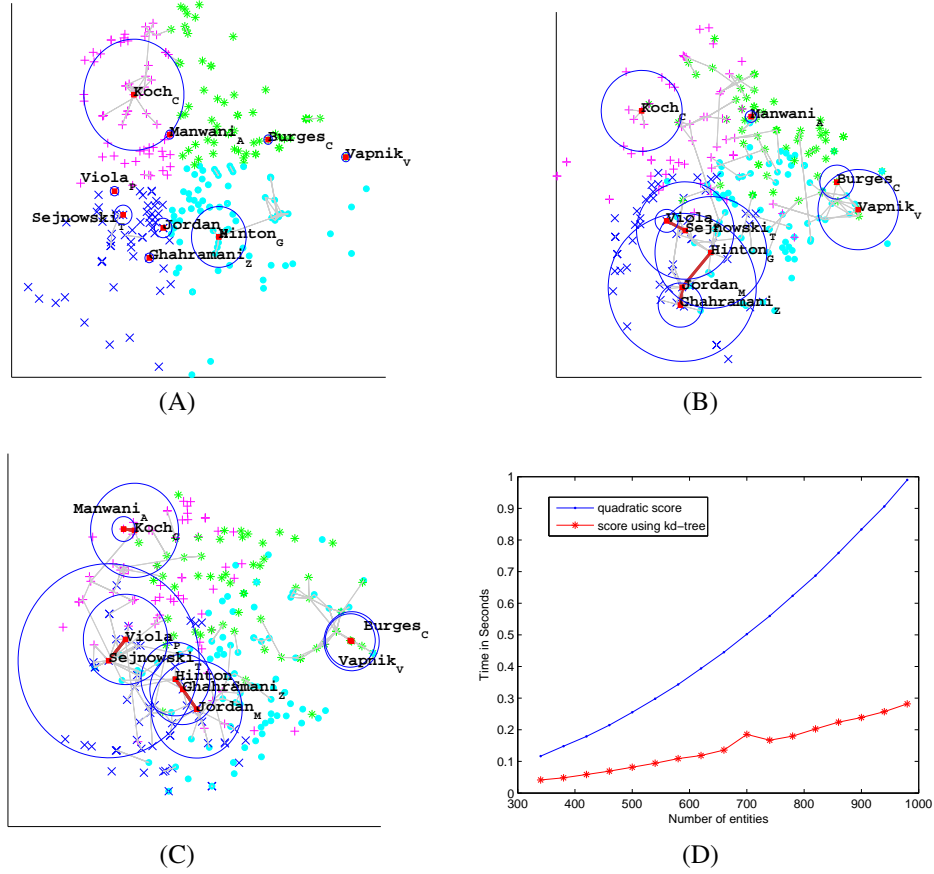 Koch C
Manwani A
Burges C
Vapnik V
Viola P
Sejnowski T
Jordan
Hinton G
Ghahramani Z
(A)
Koch C
Manwani A
Burges C
Vapnik V
Viola P
Sejnowski T
Hinton G
Jordan M
Ghahramani Z
(B)
Manwani A
Koch G
Viola P
Sejnowski T
Hinton
Ghahramani Z
Jordan M
Burges C
Vapnik V
(C)
1
0.9
0.8
0.7
0.6
0.5
0.4
0.3
0.2
0.1
0
Time in Seconds
quadratic score
score using kd−tree
300 400 500 600 700 800 900 1000
Number of entities
(D)